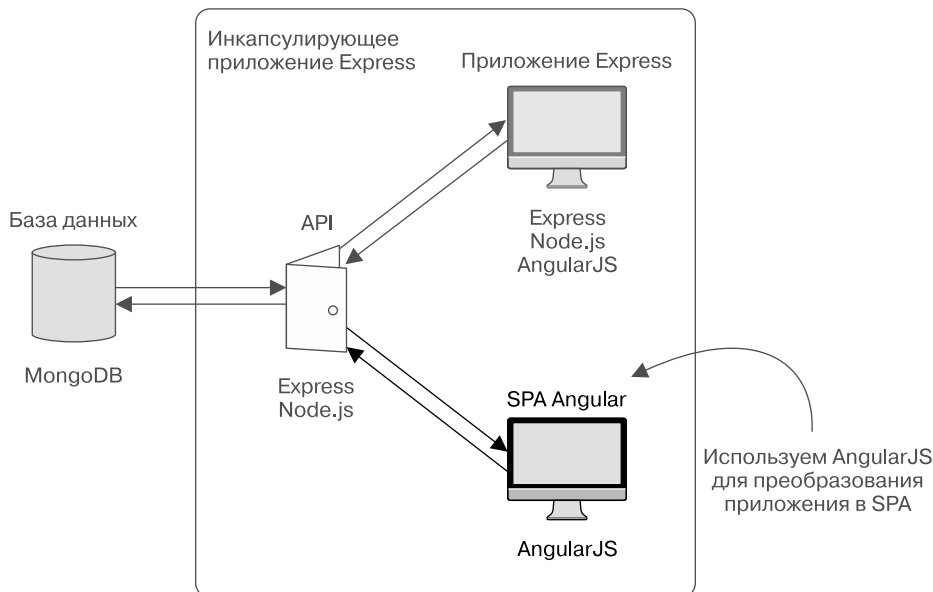 Инкапсулирующее
приложение Express
Приложение Express
Express
Node.js
AngularJS
База данных
MongoDB
API
Express
Node.js
SPA Angular
AngularJS
Используем AngularJS
для преобразования
приложения в SPA